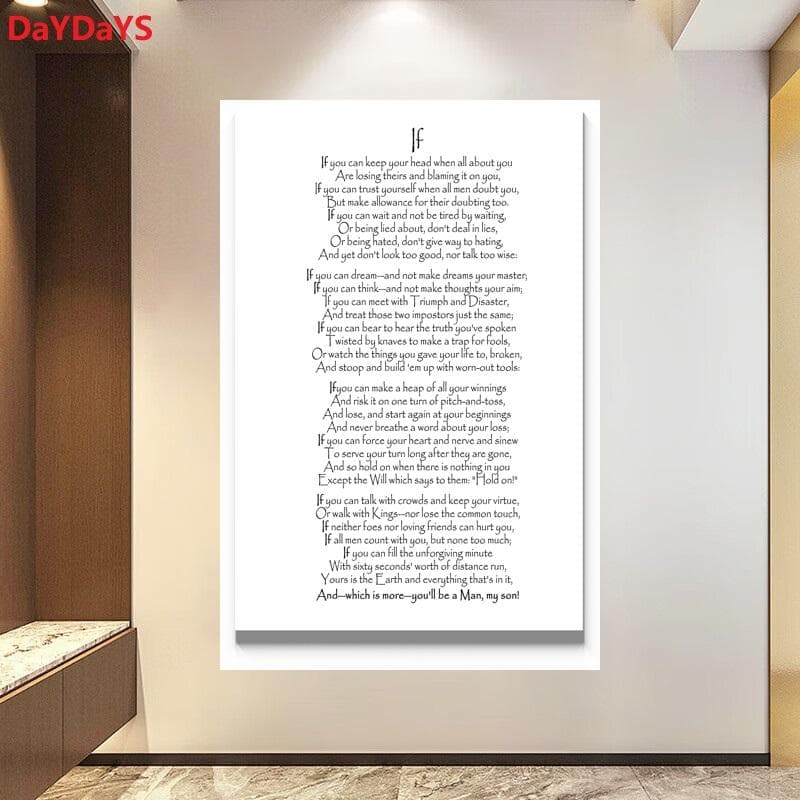 DaYDaYS
If
If you can keep your head when all about you
Are losing theirs and blaming it on you,
If you can trust yourself when all men doubt you,
But make allowance for their doubting too.
If you can wait and not be tired by waiting,
Or being lied about, don't deal in lies,
Or being hated, don't give way to hating,
And yet don't look too good, nor talk too wise:
If you can dream--and not make dreams your master;
If you can think--and not make thoughts your aim;
If you can meet with Triumph and Disaster,
And treat those two impostors just the same;
If you can bear to hear the truth you've spoken
Twisted by knaves to make a trap for fools,
Or watch the things you gave your life to, broken,
And stoop and build 'em up with worn-out tools:
Ifyou can make a heap of all your winnings
And risk it on one turn of pitch-and-toss,
And lose, and start again at your beginnings
And never breathe a word about your loss;
If you can force your heart and nerve and sinew
To serve your turn long after they are gone,
And so hold on when there is nothing in you
Except the Will which says to them: "Hold on!"
If you can talk with crowds and keep your virtue,
Or walk with Kings--nor lose the common touch,
If neither foes nor loving friends can hurt you,
If all men count with you, but none too much;
If you can fill the unforgiving minute
With sixty seconds' worth of distance run,
Yours is the Earth and everything that's in it,
And--which is more--you'll be a Man, my son!